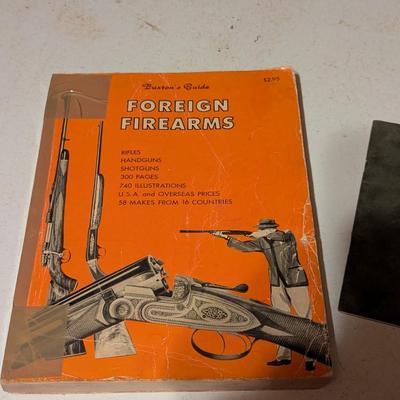 Buxton's Guide
$2.95
FOREIGN
FIREARMS
RIFLES
HANDGUNS
SHOTGUNS
300 PAGES
740 ILLUSTRATIONS
U.S.A. and OVERSEAS PRICES
58 MAKES FROM 16 COUNTRIES